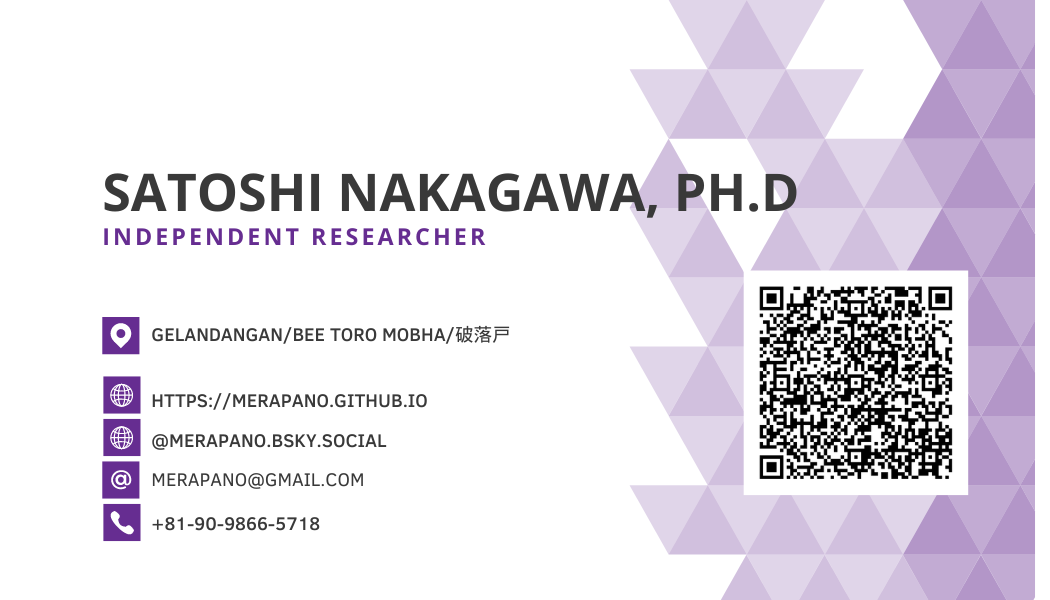 SATOSHI NAKAGAWA, PH.D
INDEPENDENT RESEARCHER
GELANDANGAN/BEE TORO MOBHA/破落戸
HTTPS://MERAPANO.GITHUB.IO
@MERAPANO.BSKY.SOCIAL
MERAPANO@GMAIL.COM
+81-90-9866-5718